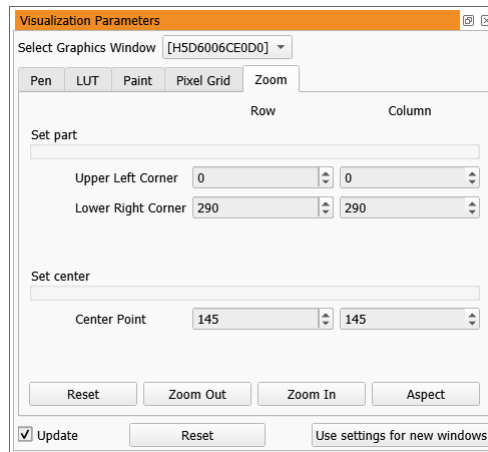 Visualization Parameters
Select Graphics Window [H5D6006CE0D0]
Pen LUT Paint Pixel Grid Zoom
Row Column
Set part
Upper Left Corner 0 0
Lower Right Corner 290 290
Set center
Center Point 145 145
Reset Zoom Out Zoom In Aspect
Update Reset Use settings for new windows